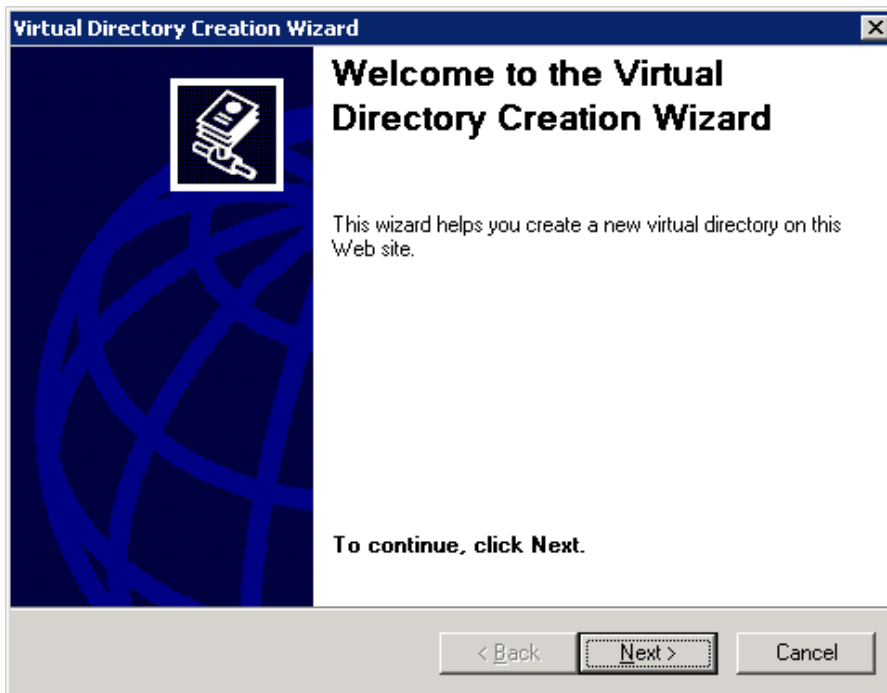 Virtual Directory Creation Wizard
Welcome to the Virtual
Directory Creation Wizard
This wizard helps you create a new virtual directory on this
Web site.
To continue, click Next.
< Back
Next >
Cancel